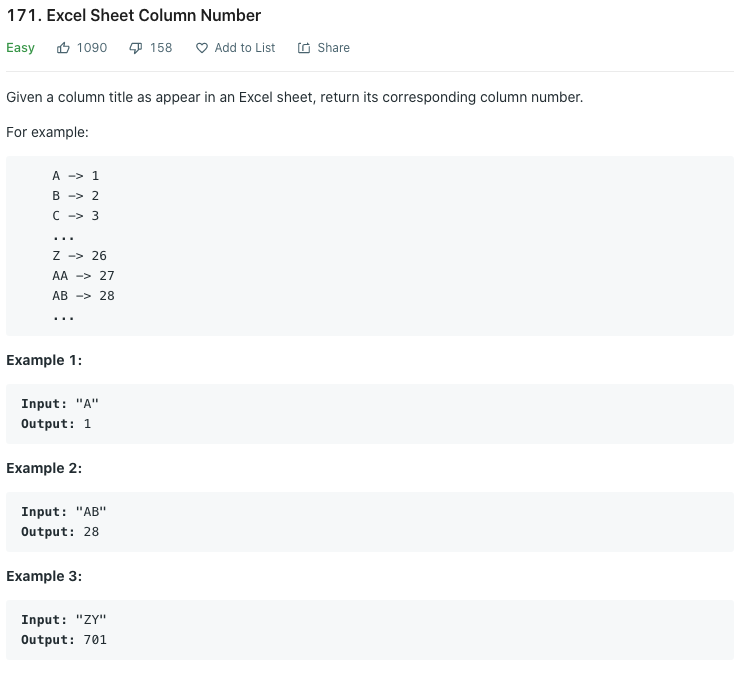 171. Excel Sheet Column Number
Easy 1090 158 Add to List Share
Given a column title as appear in an Excel sheet, return its corresponding column number.
For example:
A -> 1
B -> 2
C -> 3
...
Z -> 26
AA -> 27
AB -> 28
...
Example 1:
Input: "A"
Output: 1
Example 2:
Input: "AB"
Output: 28
Example 3:
Input: "ZY"
Output: 701